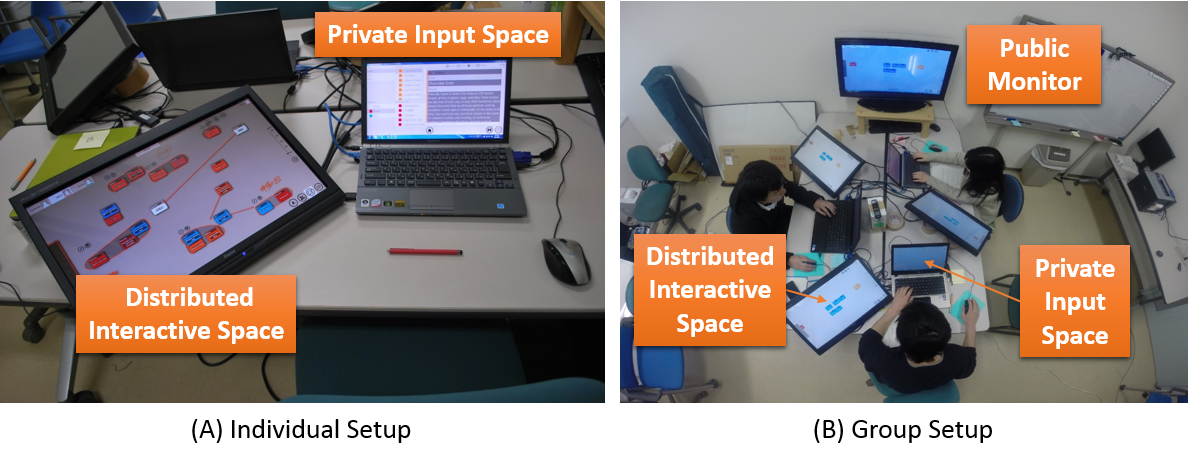 Private Input Space
Distributed
Interactive Space
Public
Monitor
Distributed
Interactive
Space
Private
Input
Space
(A) Individual Setup
(B) Group Setup